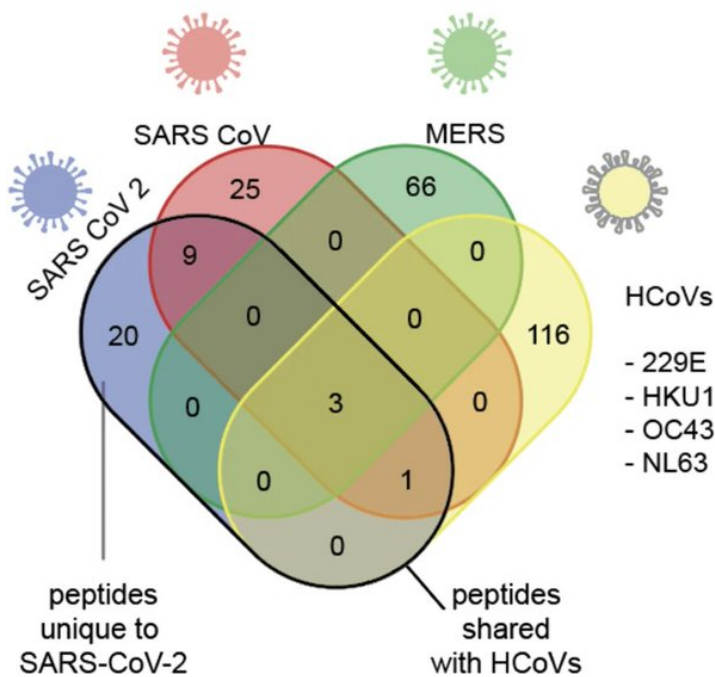 SARS CoV
MERS
SARS CoV 2
25
66
9
0
0
20
0
0
116
HCoVs
- 229E
- HKU1
- OC43
- NL63
0
3
0
0
1
0
peptides
unique to
SARS-CoV-2
peptides
shared
with HCoVs